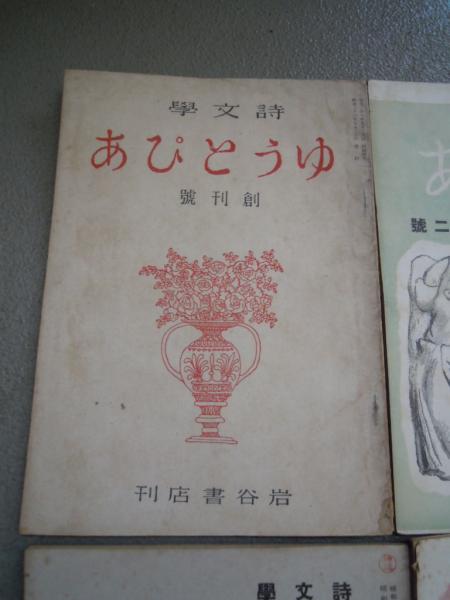 詩文學
ゆうとぴあ
創刊號
岩谷書店刊
あ
二號
詩文學